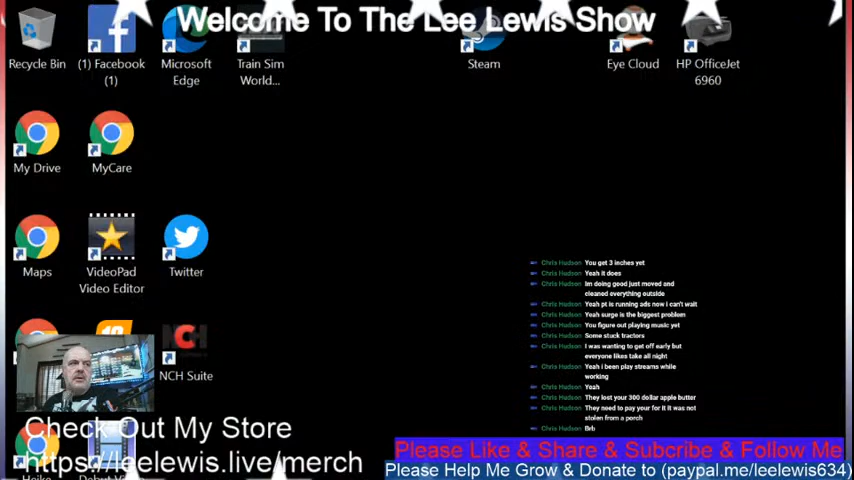 Welcome To The Lee Lewis Show
Recycle Bin
(1) Facebook (1)
Microsoft Edge
Train Sim World...
Steam
Eye Cloud
HP OfficeJet 6960
My Drive
MyCare
Maps
VideoPad Video Editor
Twitter
NCH
NCH Suite
Chris Hudson You get 3 inches yet
Chris Hudson Yeah it does
Chris Hudson Im doing good just moved and
cleaned everything outside
Chris Hudson Yeah pt is running ads now i can't wait
Chris Hudson Yeah surge is the biggest problem
Chris Hudson You figure out playing music yet
Chris Hudson Some stuck tractors
Chris Hudson I was wanting to get off early but
everyone likes take all night
Chris Hudson Yeah i been play streams while
working
Chris Hudson Yeah
Chris Hudson They lost your 300 dollar apple butter
Chris Hudson They need to pay your for it it was not
stolen from a porch
Chris Hudson Brb
Check Out My Store
https://leelewis.live/merch
Please Like & Share & Subcribe & Follow Me
Please Help Me Grow & Donate to (paypal.me/leelewis634)